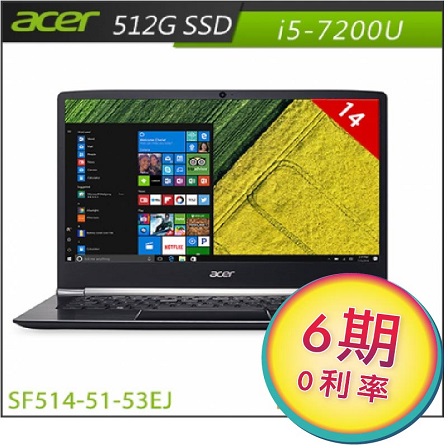 acer 512G SSD i5-7200U
14
acer
SF514-51-53EJ
6期
0利率